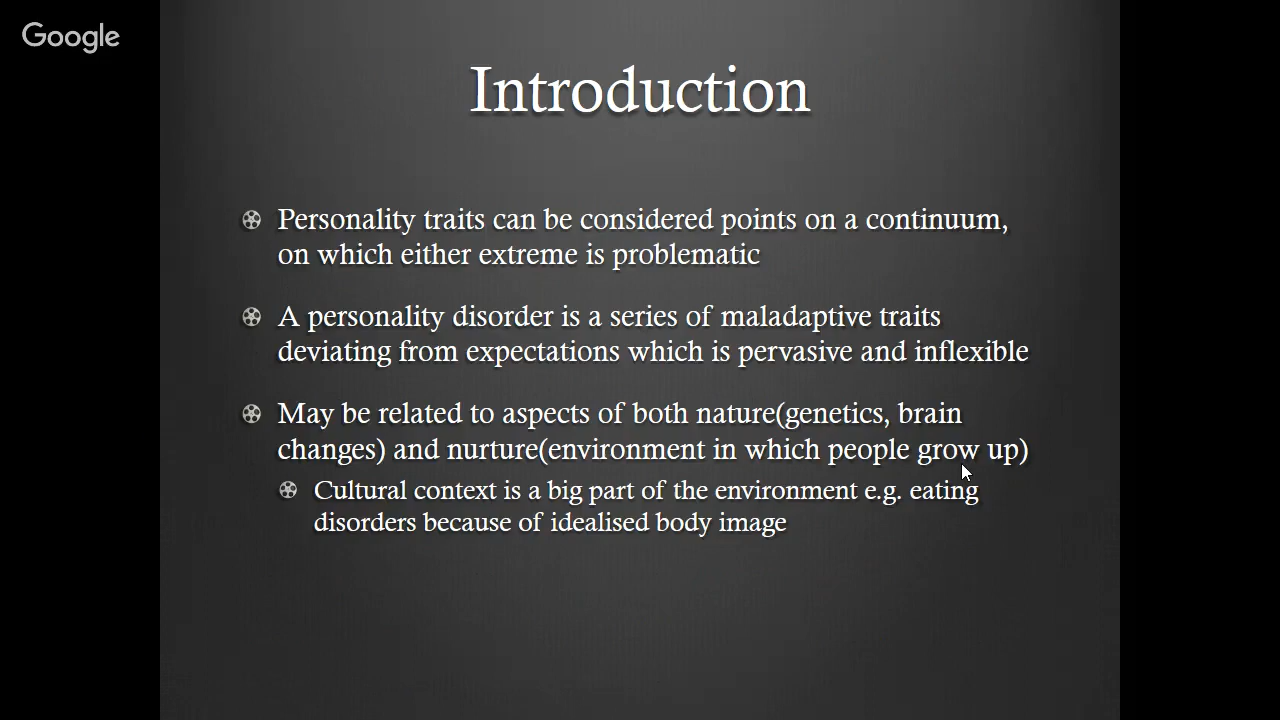 Google
Introduction
Personality traits can be considered points on a continuum,
on which either extreme is problematic
A personality disorder is a series of maladaptive traits
deviating from expectations which is pervasive and inflexible
May be related to aspects of both nature(genetics, brain
changes) and nurture(environment in which people grow up)
Cultural context is a big part of the environment e.g. eating
disorders because of idealised body image